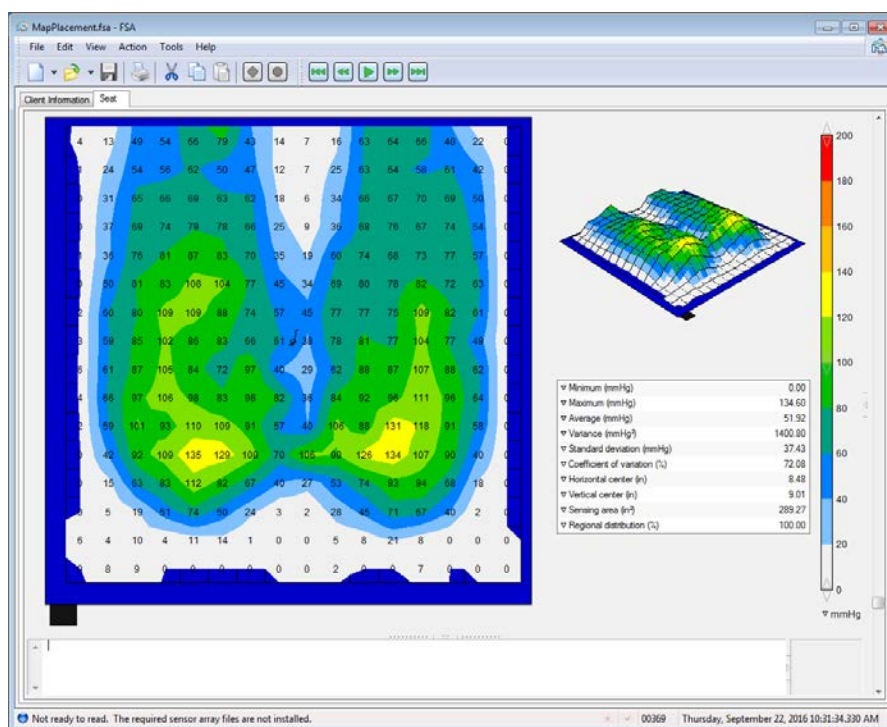 MapPlacement.fsa - FSA
File Edit View Action Tools Help
Client Information Seat
4 13 49 54 66 79 43 14 7 16 63 64 66 48 22 0
24 54 56 62 50 47 12 7 25 63 64 58 61 42 0
31 65 66 69 63 62 18 6 34 66 67 70 69 50
37 69 74 79 78 66 25 9 36 68 76 67 74 54
36 76 81 87 83 70 35 19 60 74 68 73 77 57
50 81 83 108 104 77 45 34 69 80 78 82 72 63
60 80 109 109 88 74 57 45 77 77 75 109 82 61
59 85 102 86 83 66 61 38 78 81 77 104 77 49
61 87 105 84 72 97 40 29 62 88 87 107 88 62
66 97 106 98 83 98 82 36 84 92 96 111 96 64
59 101 93 110 109 91 57 40 106 88 131 118 91 58
42 92 109 135 129 109 70 106 99 126 134 107 90 40
15 63 83 112 82 67 40 27 53 74 93 94 58 18
5 19 51 74 50 24 3 2 28 45 71 67 40 2
6 4 10 4 11 14 1 0 0 5 8 21 8 0 0 0
8 9 0 0 0 0 0 0 2 0 0 7 0 0 0
200
180
160
140
120
100
80
60
40
20
0
mmHg
Minimum (mmHg) 0.00
Maximum (mmHg) 134.60
Average (mmHg) 51.92
Variance (mmHg²) 1400.80
Standard deviation (mmHg) 37.43
Coefficient of variation (%) 72.08
Horizontal center (in) 8.48
Vertical center (in) 9.01
Sensing area (in²) 289.27
Regional distribution (%) 100.00
Not ready to read. The required sensor array files are not installed. 00369 Thursday, September 22, 2016 10:31:34.330 AM